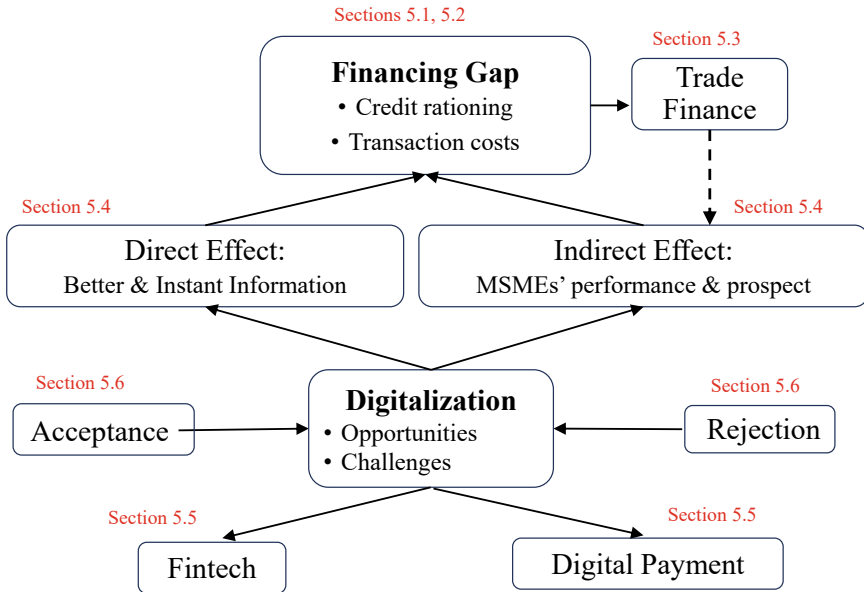 Sections 5.1, 5.2
Section 5.3
Financing Gap
• Credit rationing
• Transaction costs
Trade
Finance
Section 5.4
Section 5.4
Direct Effect:
Better & Instant Information
Indirect Effect:
MSMEs’ performance & prospect
Section 5.6
Section 5.6
Acceptance
Digitalization
• Opportunities
• Challenges
Rejection
Section 5.5
Section 5.5
Fintech
Digital Payment